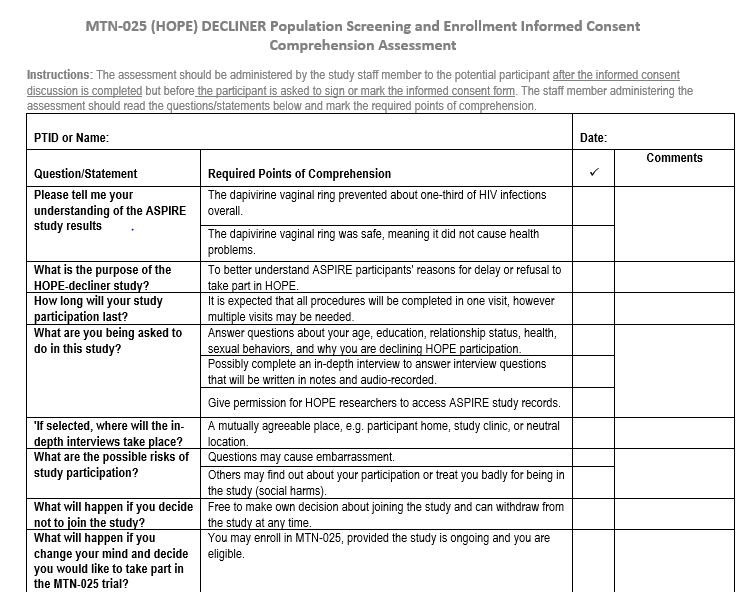 MTN-025 (HOPE) DECLINER Population Screening and Enrollment Informed Consent
Comprehension Assessment
Instructions: The assessment should be administered by the study staff member to the potential participant after the informed consent
discussion is completed but before the participant is asked to sign or mark the informed consent form. The staff member administering the
assessment should read the questions/statements below and mark the required points of comprehension.
PTID or Name:
Date:
Question/Statement
Required Points of Comprehension
✓
Comments
Please tell me your
understanding of the ASPIRE
study results
The dapivirine vaginal ring prevented about one-third of HIV infections
overall.
The dapivirine vaginal ring was safe, meaning it did not cause health
problems.
What is the purpose of the
HOPE-decliner study?
To better understand ASPIRE participants' reasons for delay or refusal to
take part in HOPE.
How long will your study
participation last?
It is expected that all procedures will be completed in one visit, however
multiple visits may be needed.
What are you being asked to
do in this study?
Answer questions about your age, education, relationship status, health,
sexual behaviors, and why you are declining HOPE participation.
Possibly complete an in-depth interview to answer interview questions
that will be written in notes and audio-recorded.
Give permission for HOPE researchers to access ASPIRE study records.
'If selected, where will the in-
depth interviews take place?
A mutually agreeable place, e.g. participant home, study clinic, or neutral
location.
What are the possible risks of
study participation?
Questions may cause embarrassment.
Others may find out about your participation or treat you badly for being in
the study (social harms).
What will happen if you decide
not to join the study?
Free to make own decision about joining the study and can withdraw from
the study at any time.
What will happen if you
change your mind and decide
you would like to take part in
the MTN-025 trial?
You may enroll in MTN-025, provided the study is ongoing and you are
eligible.